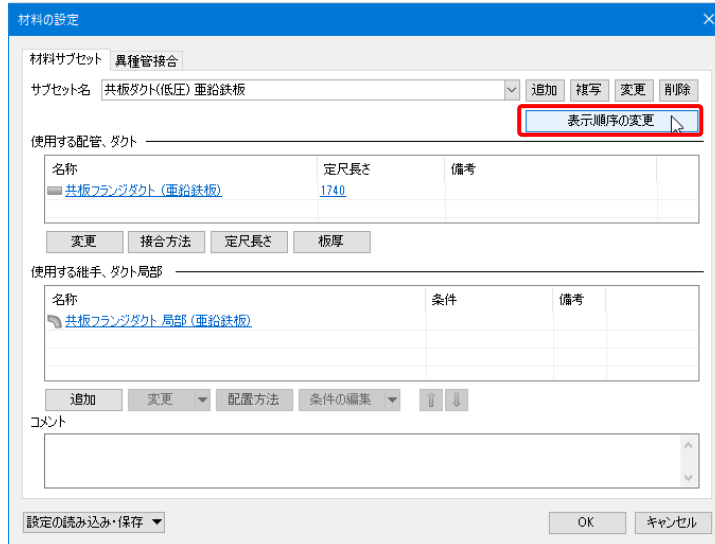 材料の設定
材料サブセット 異種管接合
サブセット名 共板ダクト(低圧) 亜鉛鉄板 追加 複写 変更 削除
表示順序の変更
使用する配管、ダクト
名称 定尺長さ 備考
共板フランジダクト (亜鉛鉄板) 1740
変更 接合方法 定尺長さ 板厚
使用する継手、ダクト局部
名称 条件 備考
共板フランジダクト 局部 (亜鉛鉄板)
追加 変更 配置方法 条件の編集
コメント
設定の読み込み・保存 OK キャンセル